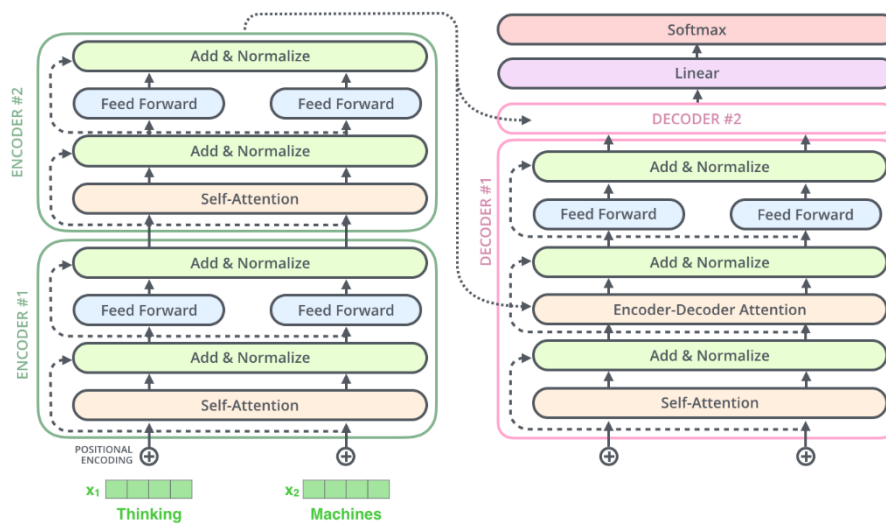 ENCODER #2
Add & Normalize
Feed Forward Feed Forward
Add & Normalize
Self-Attention
ENCODER #1
Add & Normalize
Feed Forward Feed Forward
Add & Normalize
Self-Attention
POSITIONAL
ENCODING
x₁ x₂
Thinking Machines
Softmax
Linear
DECODER #2
DECODER #1
Add & Normalize
Feed Forward Feed Forward
Add & Normalize
Encoder-Decoder Attention
Add & Normalize
Self-Attention